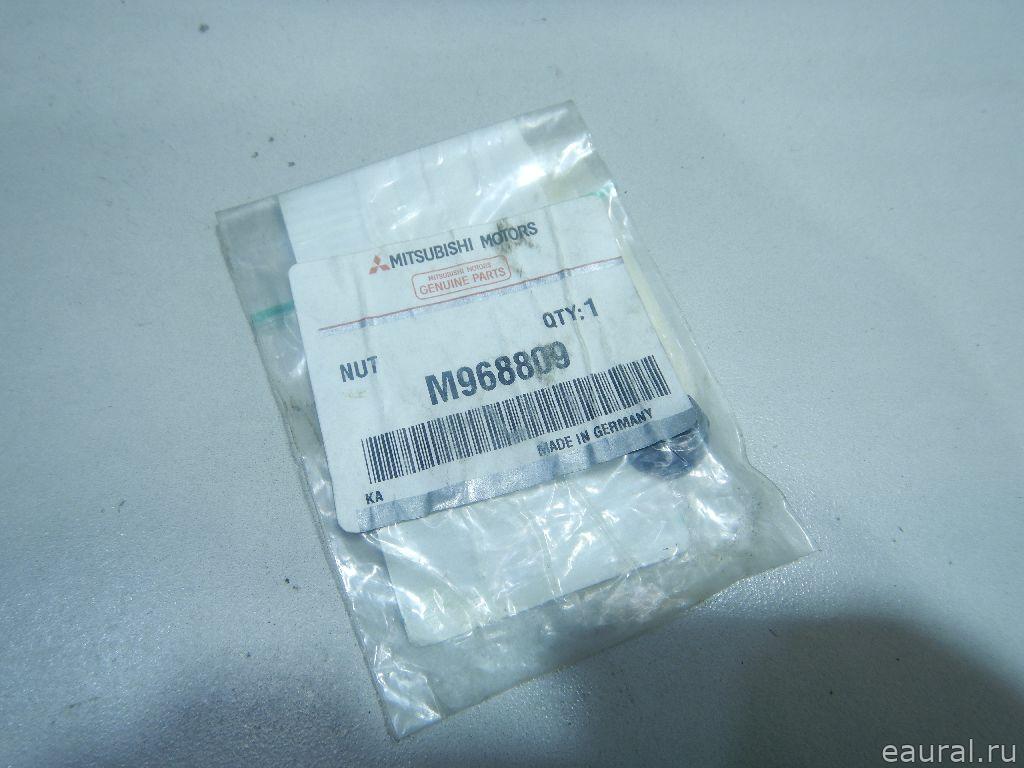 MITSUBISHI MOTORS
MITSUBISHI MOTORS
GENUINE PARTS
QTY:1
NUT
M968809
MADE IN GERMANY
KA
eaural.ru